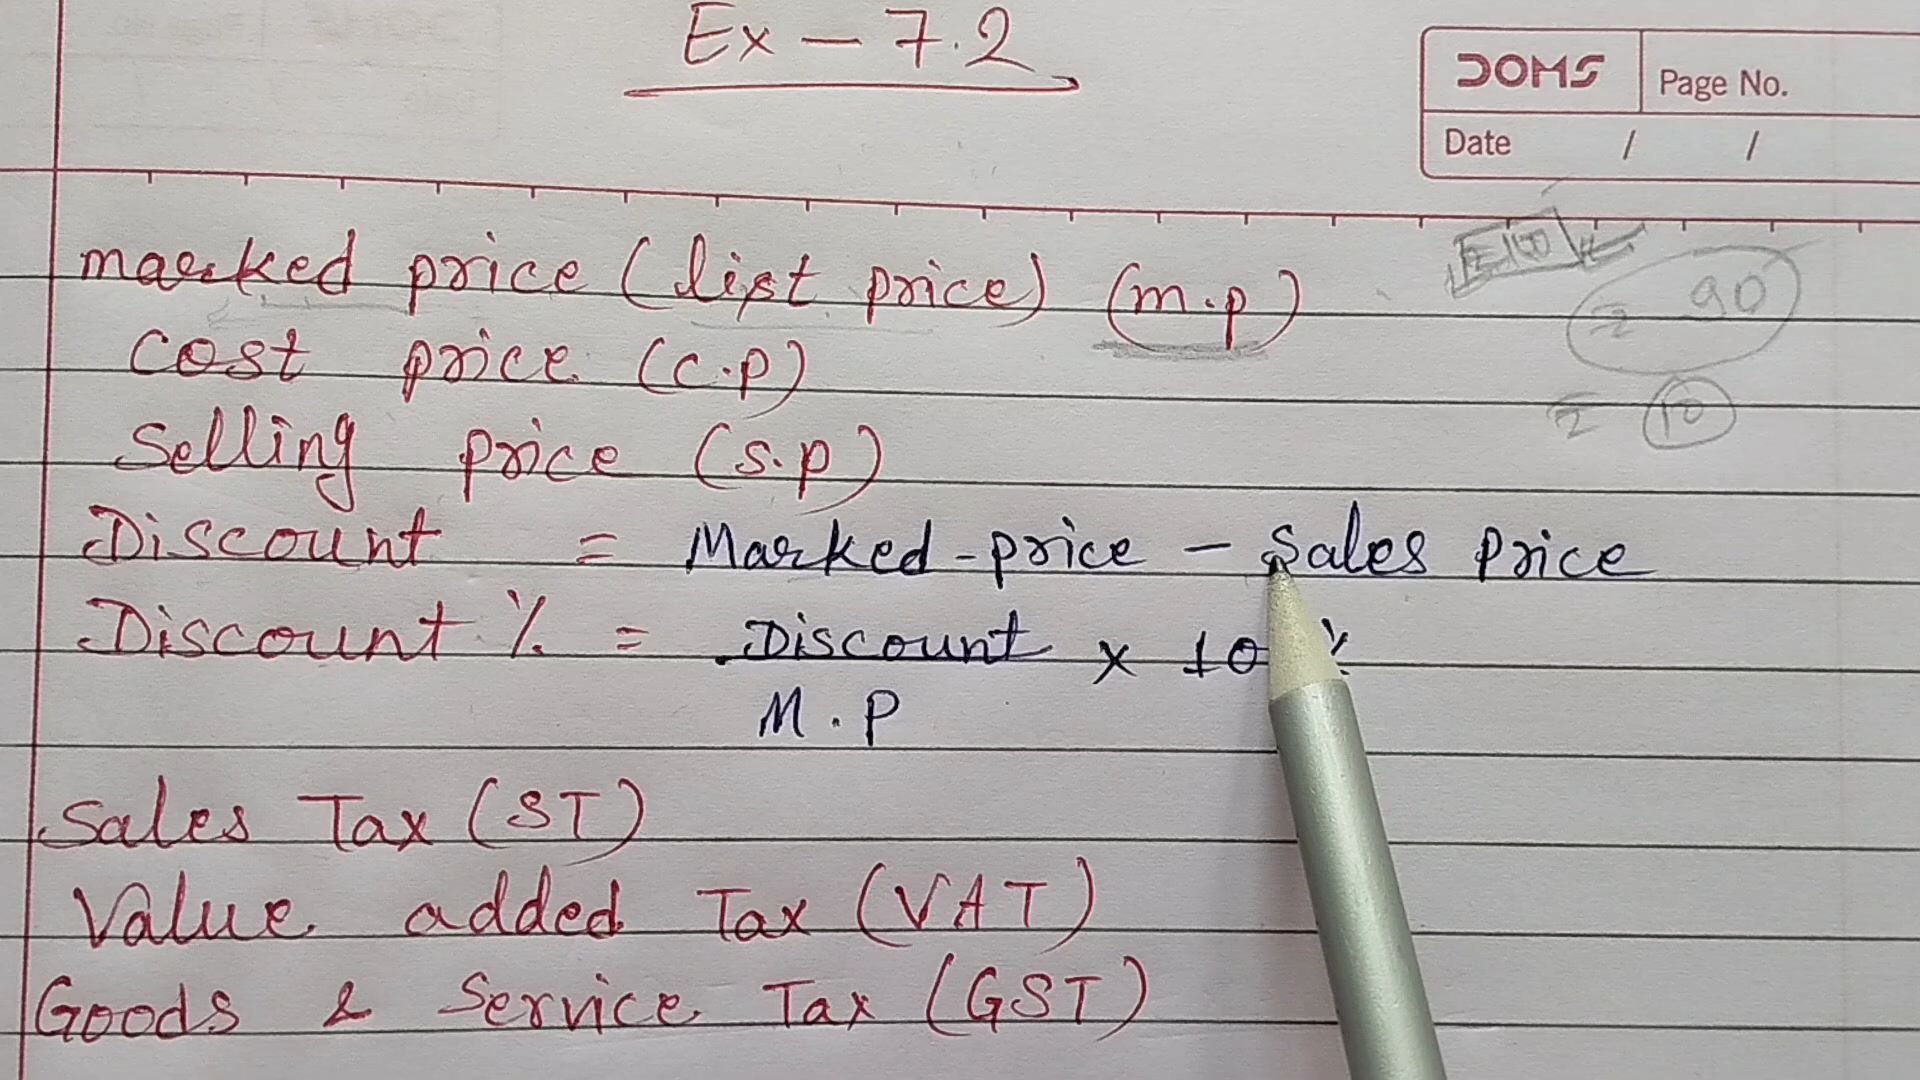 Ex - 7.2
DOMS
Page No.
Date / /
marked price (list price) (m.p)
= 90
cost price (c.p)
= 10
Selling price (s.p)
Discount = Marked-price - Sales price
Discount % = Discount × 10 %
M.P
Sales Tax (ST)
Value added Tax (VAT)
Goods & Service Tax (GST)